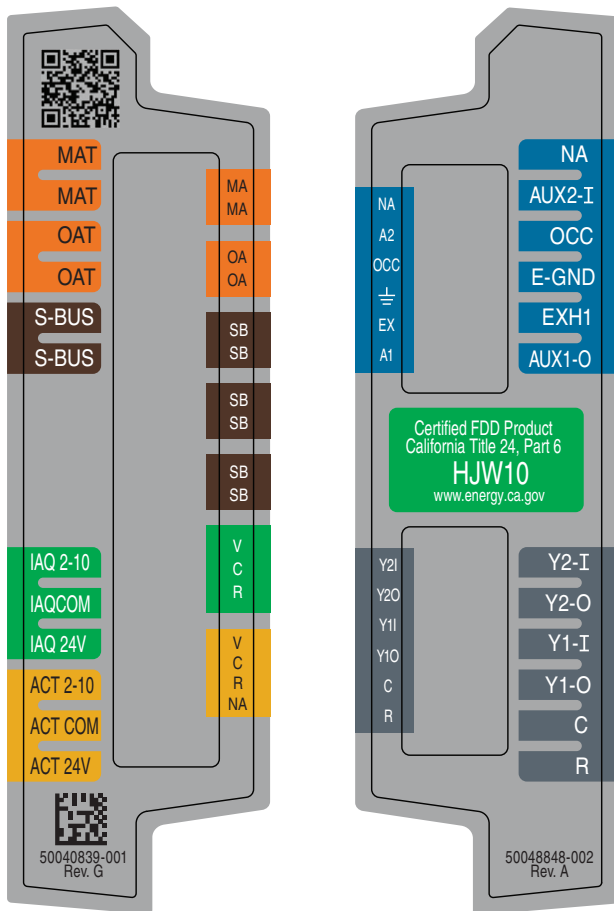 MAT
MAT
OAT
OAT
S-BUS
S-BUS
IAQ 2-10
IAQCOM
IAQ 24V
ACT 2-10
ACT COM
ACT 24V
50040839-001
Rev. G
MA
MA
OA
OA
SB
SB
SB
SB
SB
SB
V
C
R
V
C
R
NA
NA
A2
OCC
EX
A1
NA
AUX2-I
OCC
E-GND
EXH1
AUX1-O
Certified FDD Product
California Title 24, Part 6
HJW10
www.energy.ca.gov
Y2I
Y2O
Y1I
Y1O
C
R
Y2-I
Y2-O
Y1-I
Y1-O
C
R
50048848-002
Rev. A